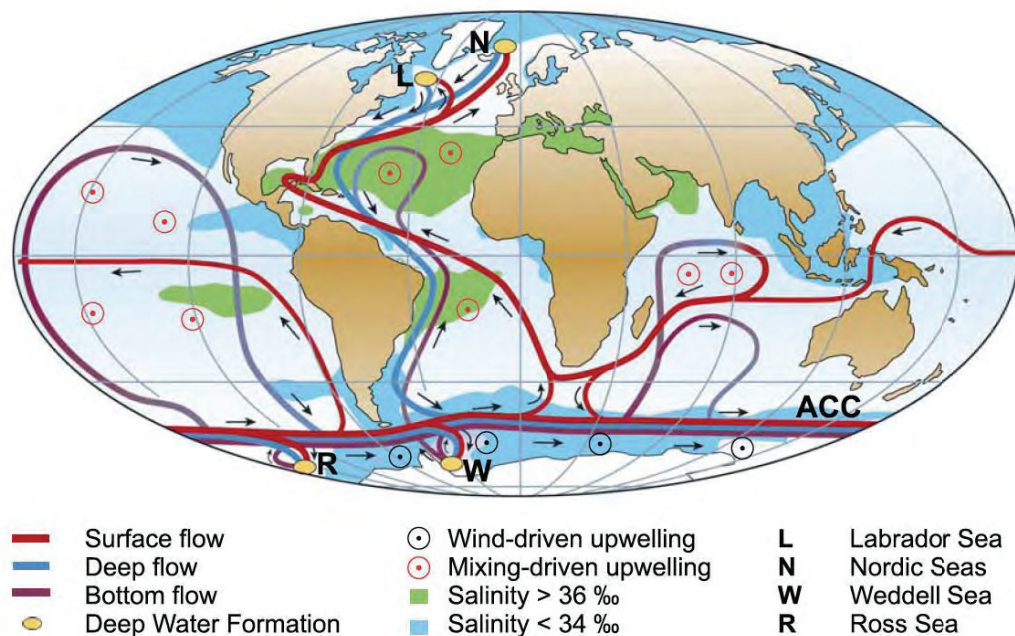 N
L
ACC
R
W
Surface flow
Deep flow
Bottom flow
Deep Water Formation
Wind-driven upwelling
Mixing-driven upwelling
Salinity > 36 ‰
Salinity < 34 ‰
L Labrador Sea
N Nordic Seas
W Weddell Sea
R Ross Sea